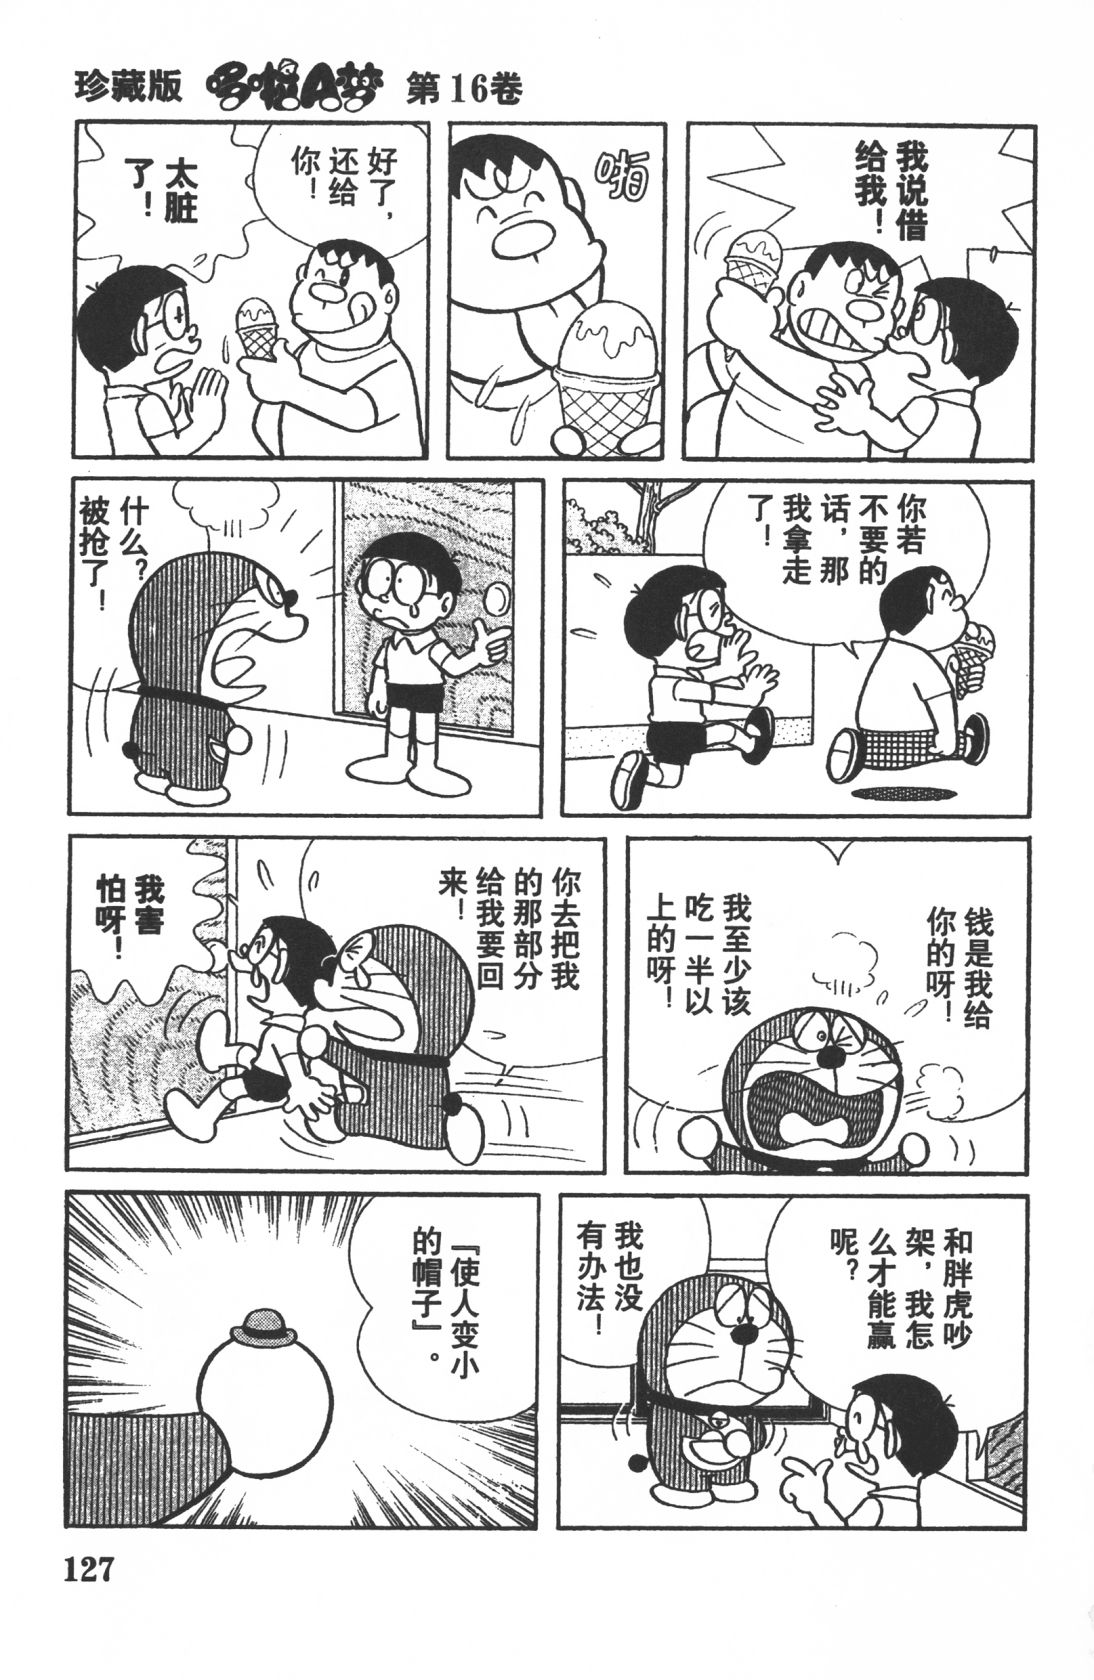 珍藏版 哆啦A梦 第16卷
我说借
给我！
啪
好了，
还给
你！
太脏
了！
你若
不要的
话，那
我拿走
了！
什么？
被抢了！
钱是我给
你的呀！
我至少该
吃一半以
上的呀！
你去把我
的那部分
给我要回
来！
我害
怕呀！
和胖虎吵
架，我怎
么才能赢
呢？
我也没
有办法！
『使人变小
的帽子』。
127